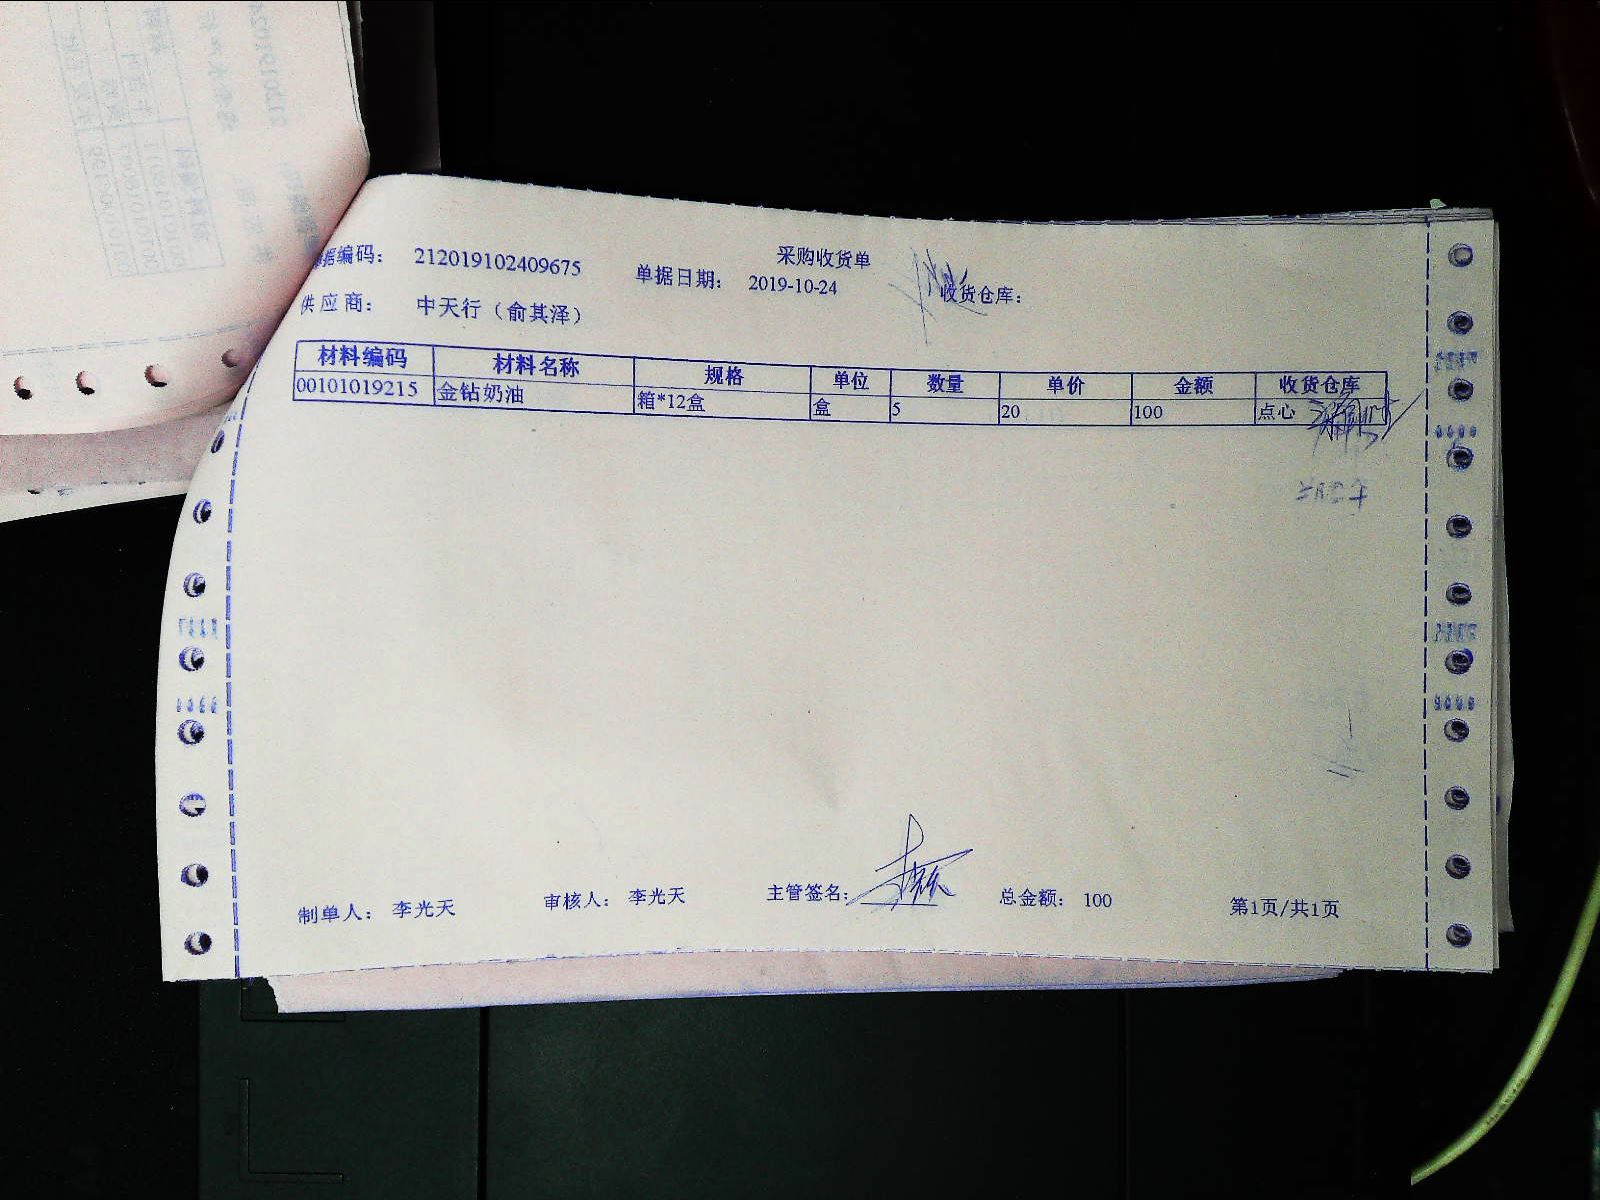 采购收货单
据编码： 212019102409675 单据日期： 2019-10-24 收货仓库：
供应商： 中天行（俞其泽）
材料编码 材料名称 规格 单位 数量 单价 金额 收货仓库
00101019215 金钻奶油 箱*12盒 盒 5 20 100 点心
制单人： 李光天 审核人： 李光天 主管签名： 总金额： 100 第1页/共1页